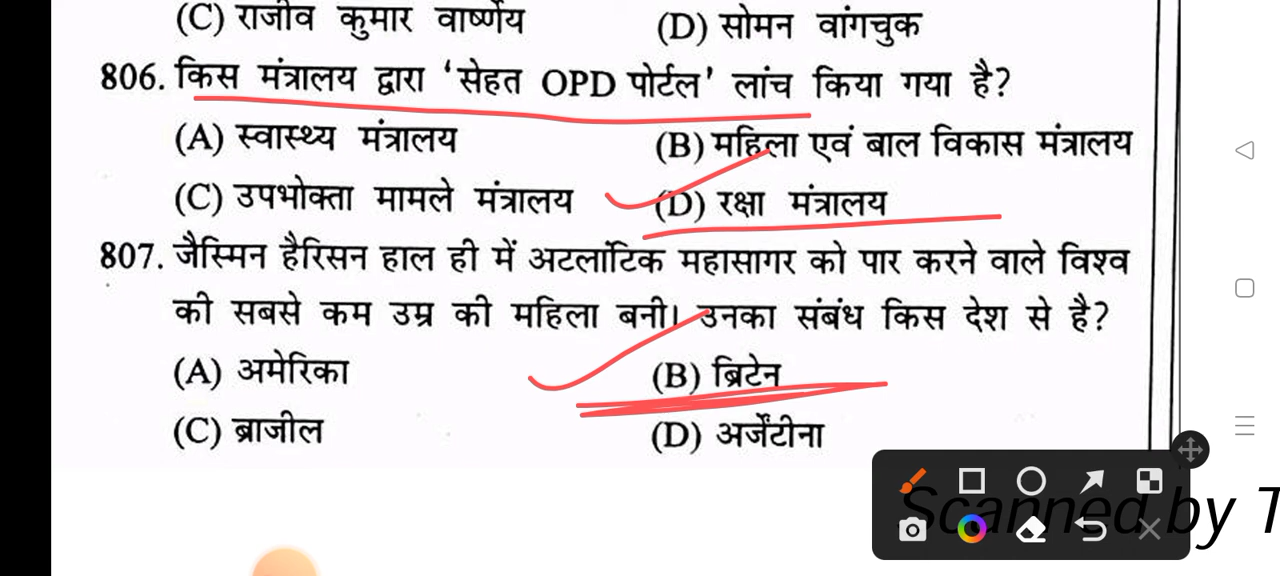 (C) राजीव कुमार वार्ष्णेय (D) सोमन वांगचुक
806. किस मंत्रालय द्वारा ‘सेहत OPD पोर्टल’ लांच किया गया है?
(A) स्वास्थ्य मंत्रालय (B) महिला एवं बाल विकास मंत्रालय
(C) उपभोक्ता मामले मंत्रालय (D) रक्षा मंत्रालय
807. जैस्मिन हैरिसन हाल ही में अटलांटिक महासागर को पार करने वाले विश्व
की सबसे कम उम्र की महिला बनी। उनका संबंध किस देश से है?
(A) अमेरिका (B) ब्रिटेन
(C) ब्राजील (D) अर्जेंटीना
Scanned by T